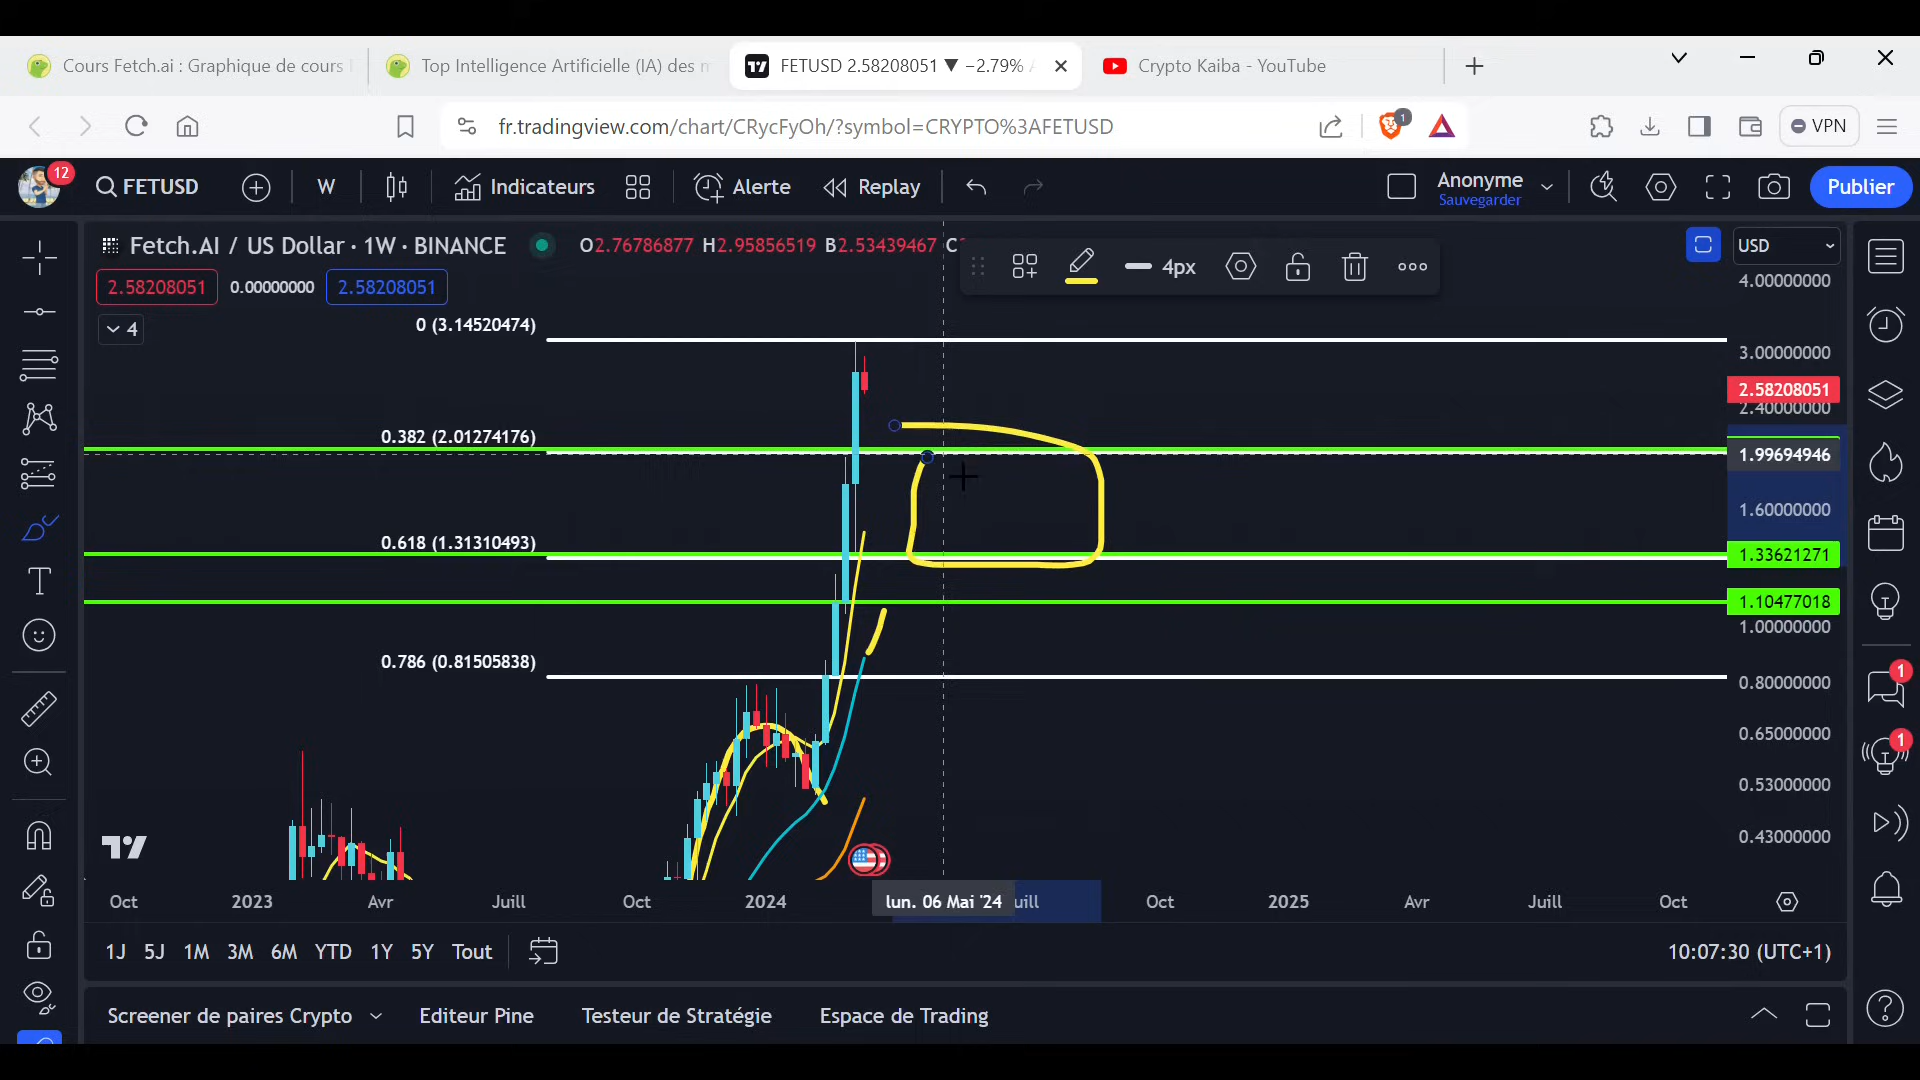 Cours Fetch.ai : Graphique de cours
Top Intelligence Artificielle (IA) des m
FETUSD 2.58208051 ▼ −2.79%
Crypto Kaiba - YouTube
fr.tradingview.com/chart/CRycFyOh/?symbol=CRYPTO%3AFETUSD
1
VPN
12
FETUSD
W
Indicateurs
Alerte
Replay
Anonyme
Sauvegarder
Publier
Fetch.AI / US Dollar · 1W · BINANCE
O2.76786877 H2.95856519 B2.53439467 C
4px
USD
2.58208051
0.00000000
2.58208051
4
4.00000000
0 (3.14520474)
3.00000000
2.58208051
2.40000000
0.382 (2.01274176)
1.99694946
1.60000000
0.618 (1.31310493)
1.33621271
1.10477018
1.00000000
0.786 (0.81505838)
0.80000000
1
0.65000000
1
0.53000000
0.43000000
Oct
2023
Avr
Juill
Oct
2024
lun. 06 Mai '24
uill
Oct
2025
Avr
Juill
Oct
1J 5J 1M 3M 6M YTD 1Y 5Y Tout
10:07:30 (UTC+1)
Screener de paires Crypto
Editeur Pine
Testeur de Stratégie
Espace de Trading